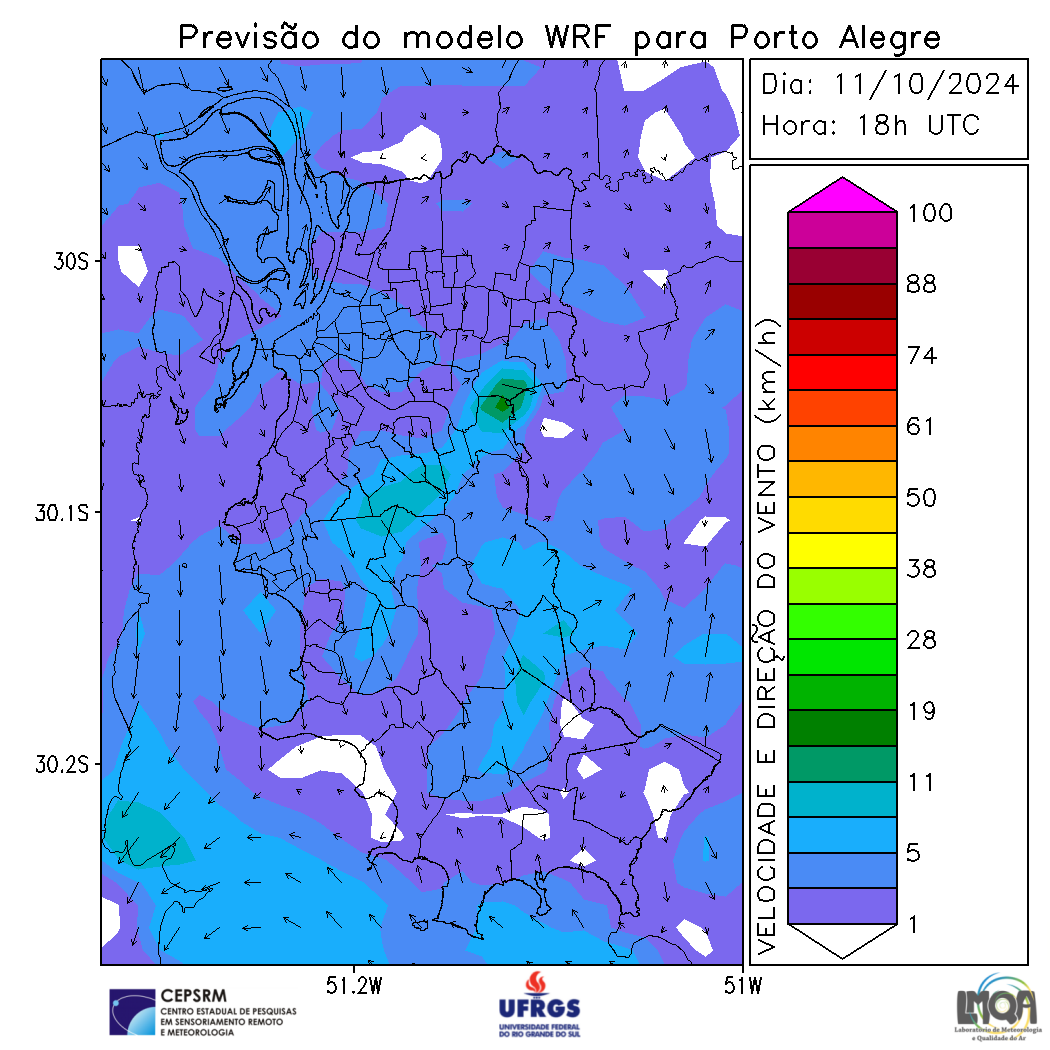 Previsão do modelo WRF para Porto Alegre
Dia: 11/10/2024
Hora: 18h UTC
30S
30.1S
30.2S
51.2W
51W
VELOCIDADE E DIREÇÃO DO VENTO (km/h)
100
88
74
61
50
38
28
19
11
5
1
CEPSRM
CENTRO ESTADUAL DE PESQUISAS
EM SENSORIAMENTO REMOTO
E METEOROLOGIA
UFRGS
UNIVERSIDADE FEDERAL
DO RIO GRANDE DO SUL
LMQA
Laboratório de Meteorologia
e Qualidade do Ar